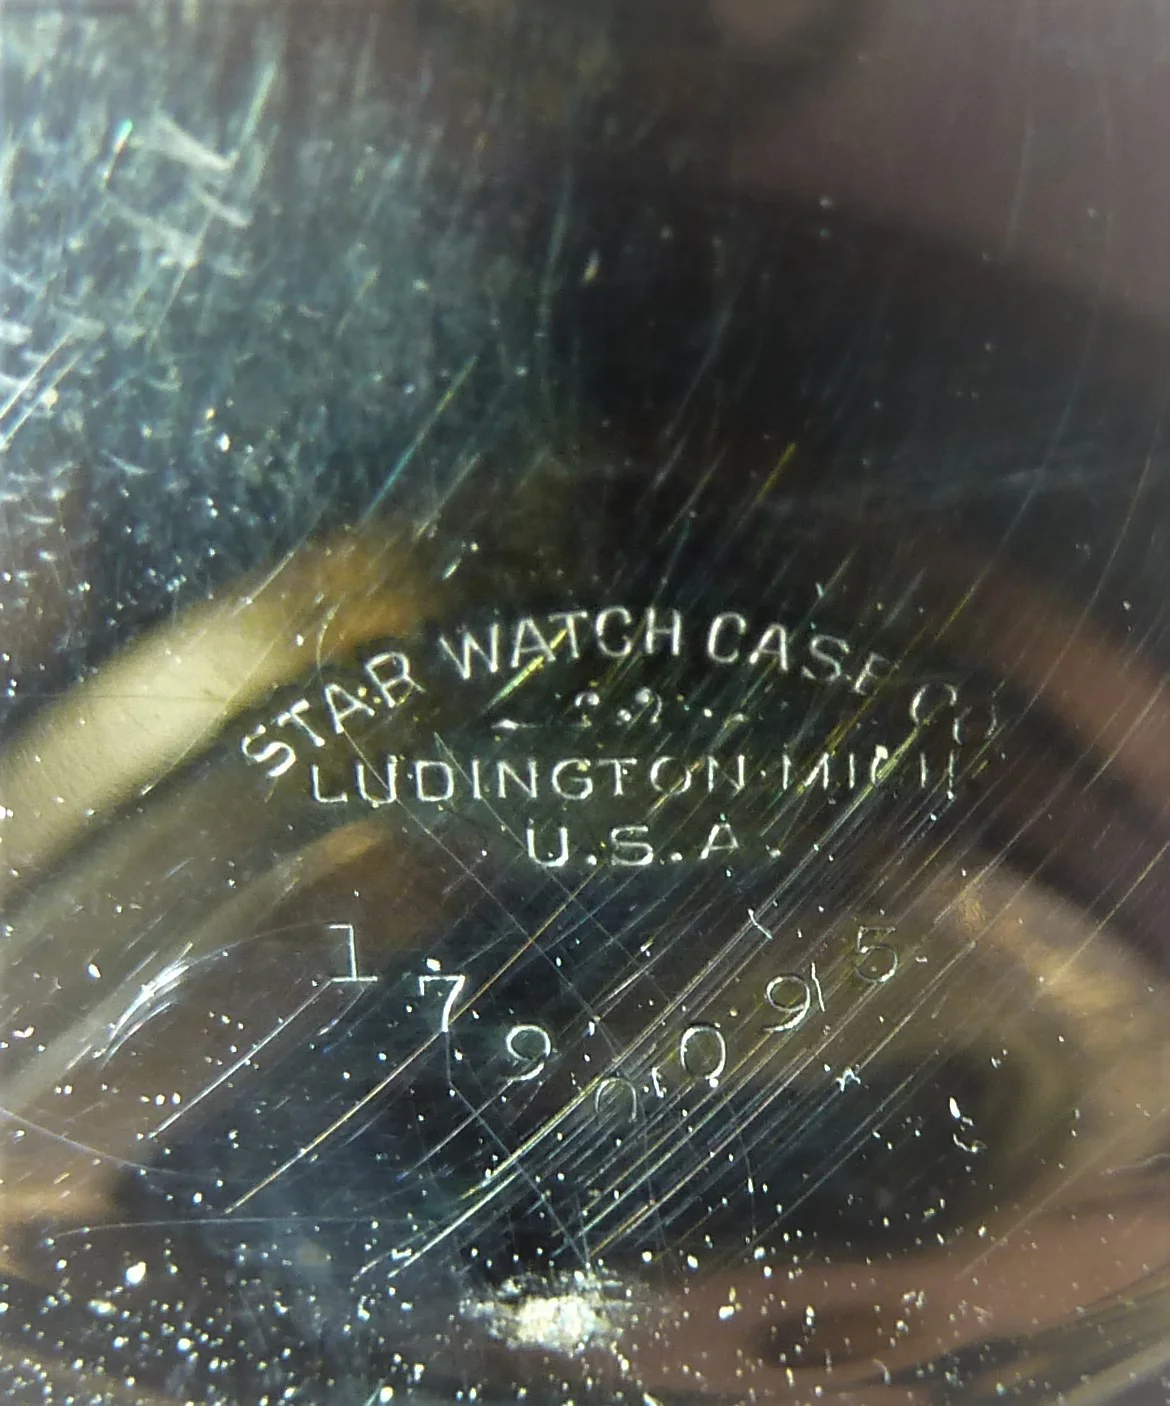 STAR WATCH CASE CO
LUDINGTON·MICH
U.S.A.
1790095